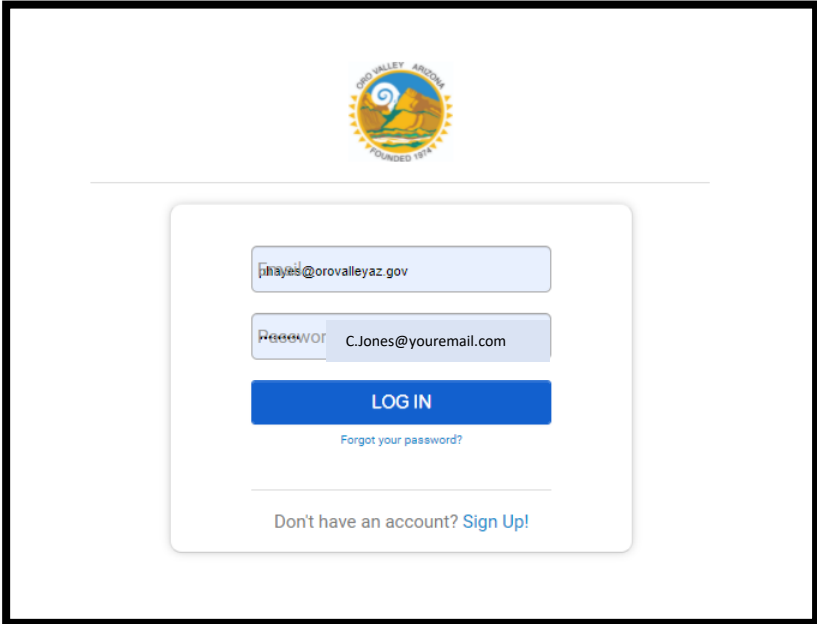 ORO VALLEY ARIZONA
FOUNDED 1974
Email
@orovalleyaz.gov
C.Jones@youremail.com
LOG IN
Forgot your password?
Don't have an account? Sign Up!